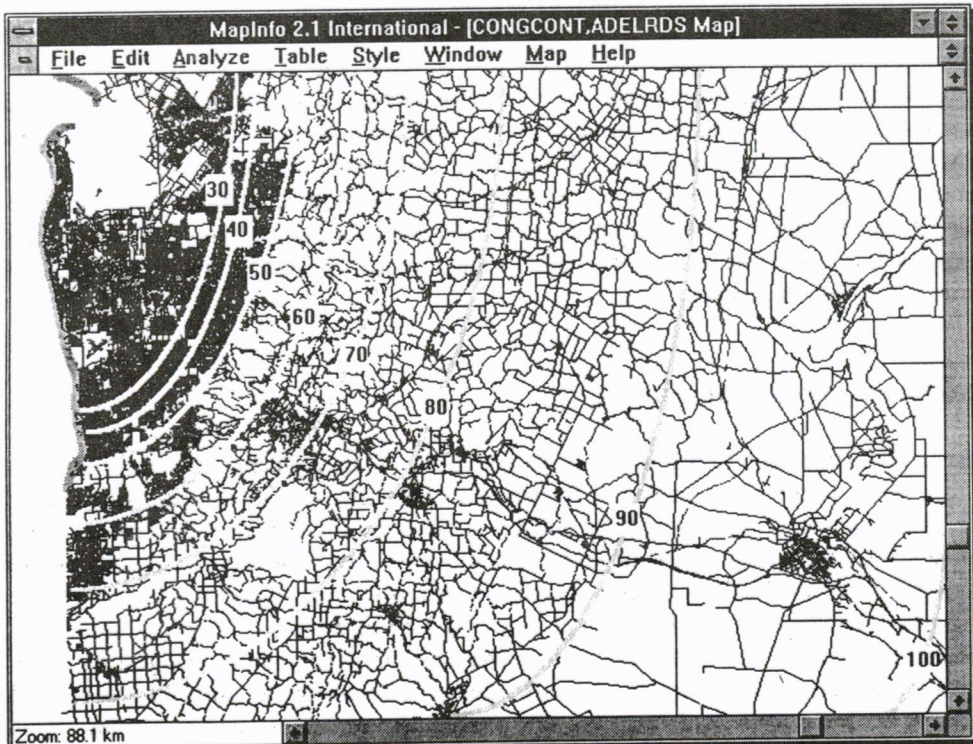 MapInfo 2.1 International - [CONGCONT,ADELRDS Map]
File Edit Analyze Table Style Window Map Help
30
40
50
60
70
80
90
100
Zoom: 88.1 km